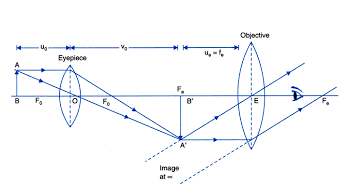 Objective
Eyepiece
u₀ v₀ uₑ = fₑ
A Fₑ
B F₀ O F₀ B' E Fₑ
A'
Image
at ∞